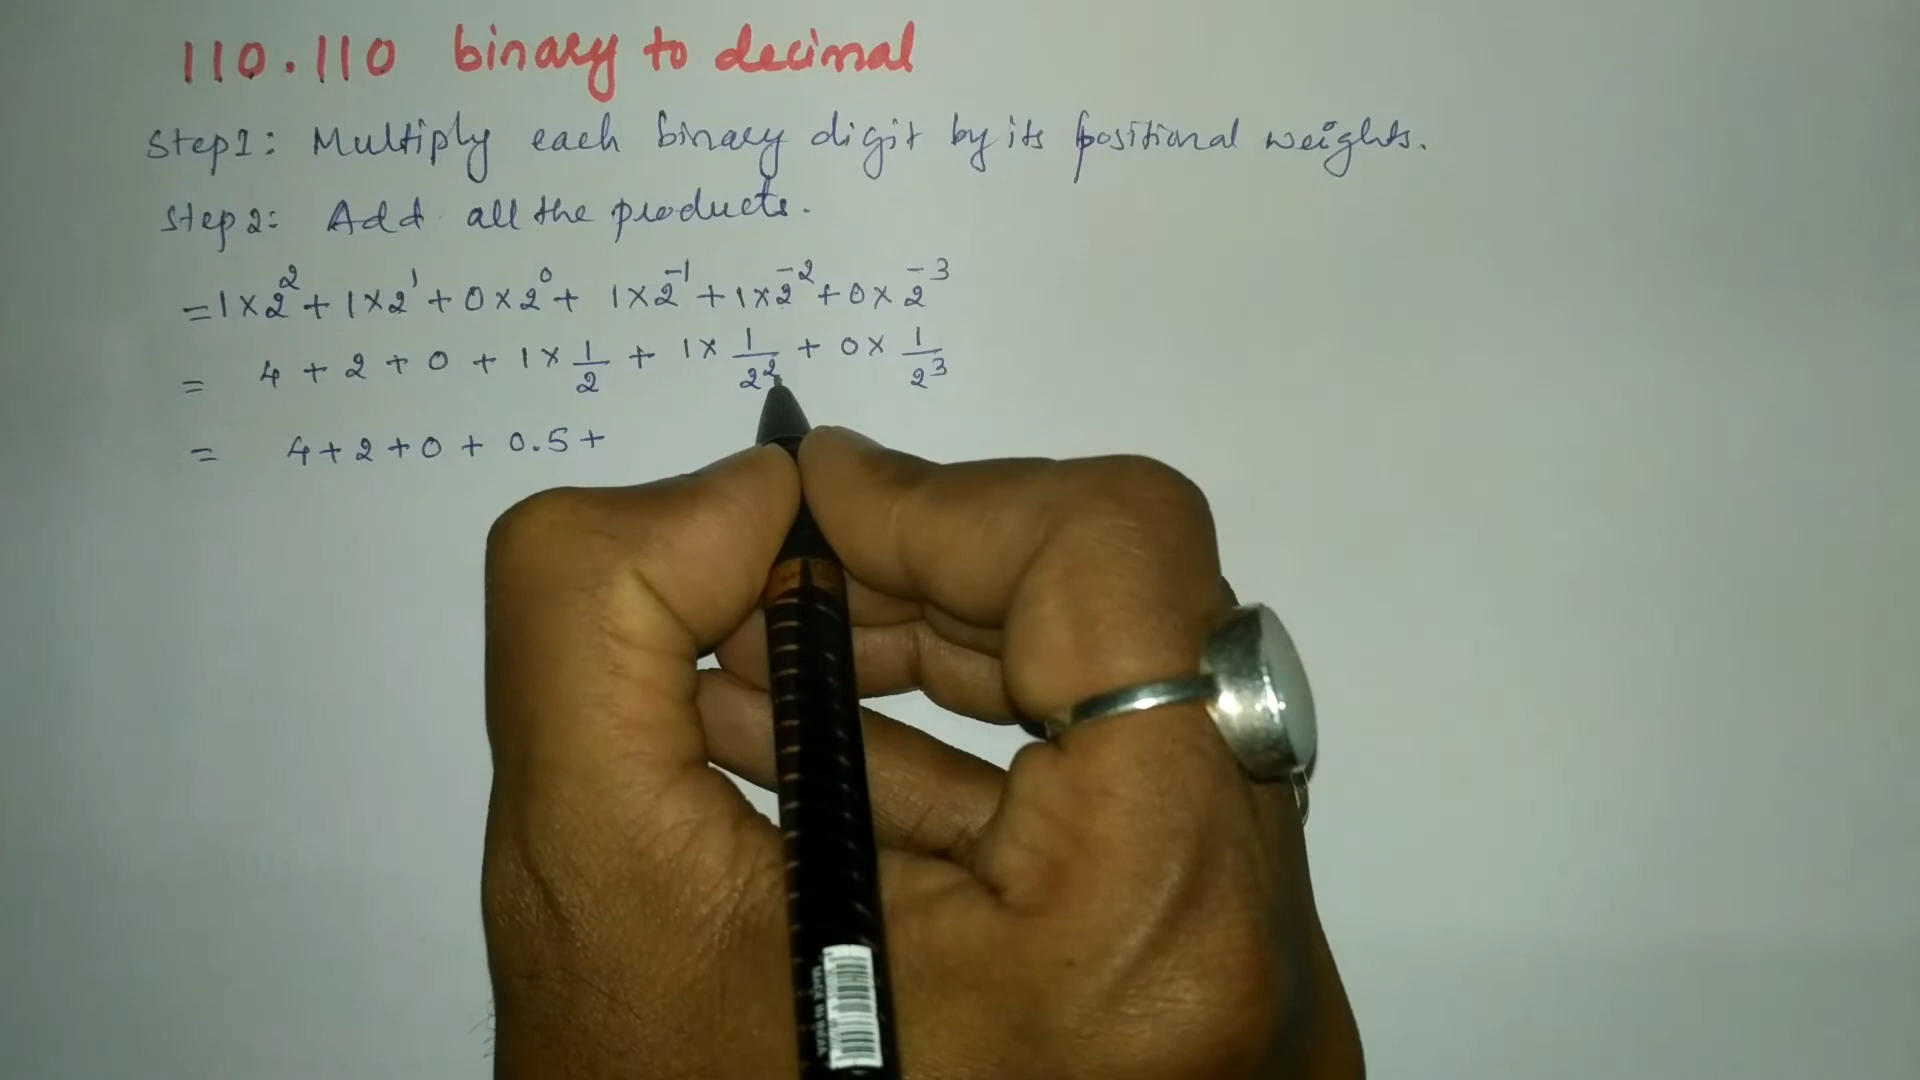 110.110 binary to decimal
Step1: Multiply each binary digit by its positional weights.
Step2: Add all the products.
=1×2²+1×2¹+0×2⁰+ 1×2⁻¹+1×2⁻²+0×2⁻³
= 4+2+0+1×1/2 + 1×1/2² + 0×1/2³
= 4+2+0+0.5+